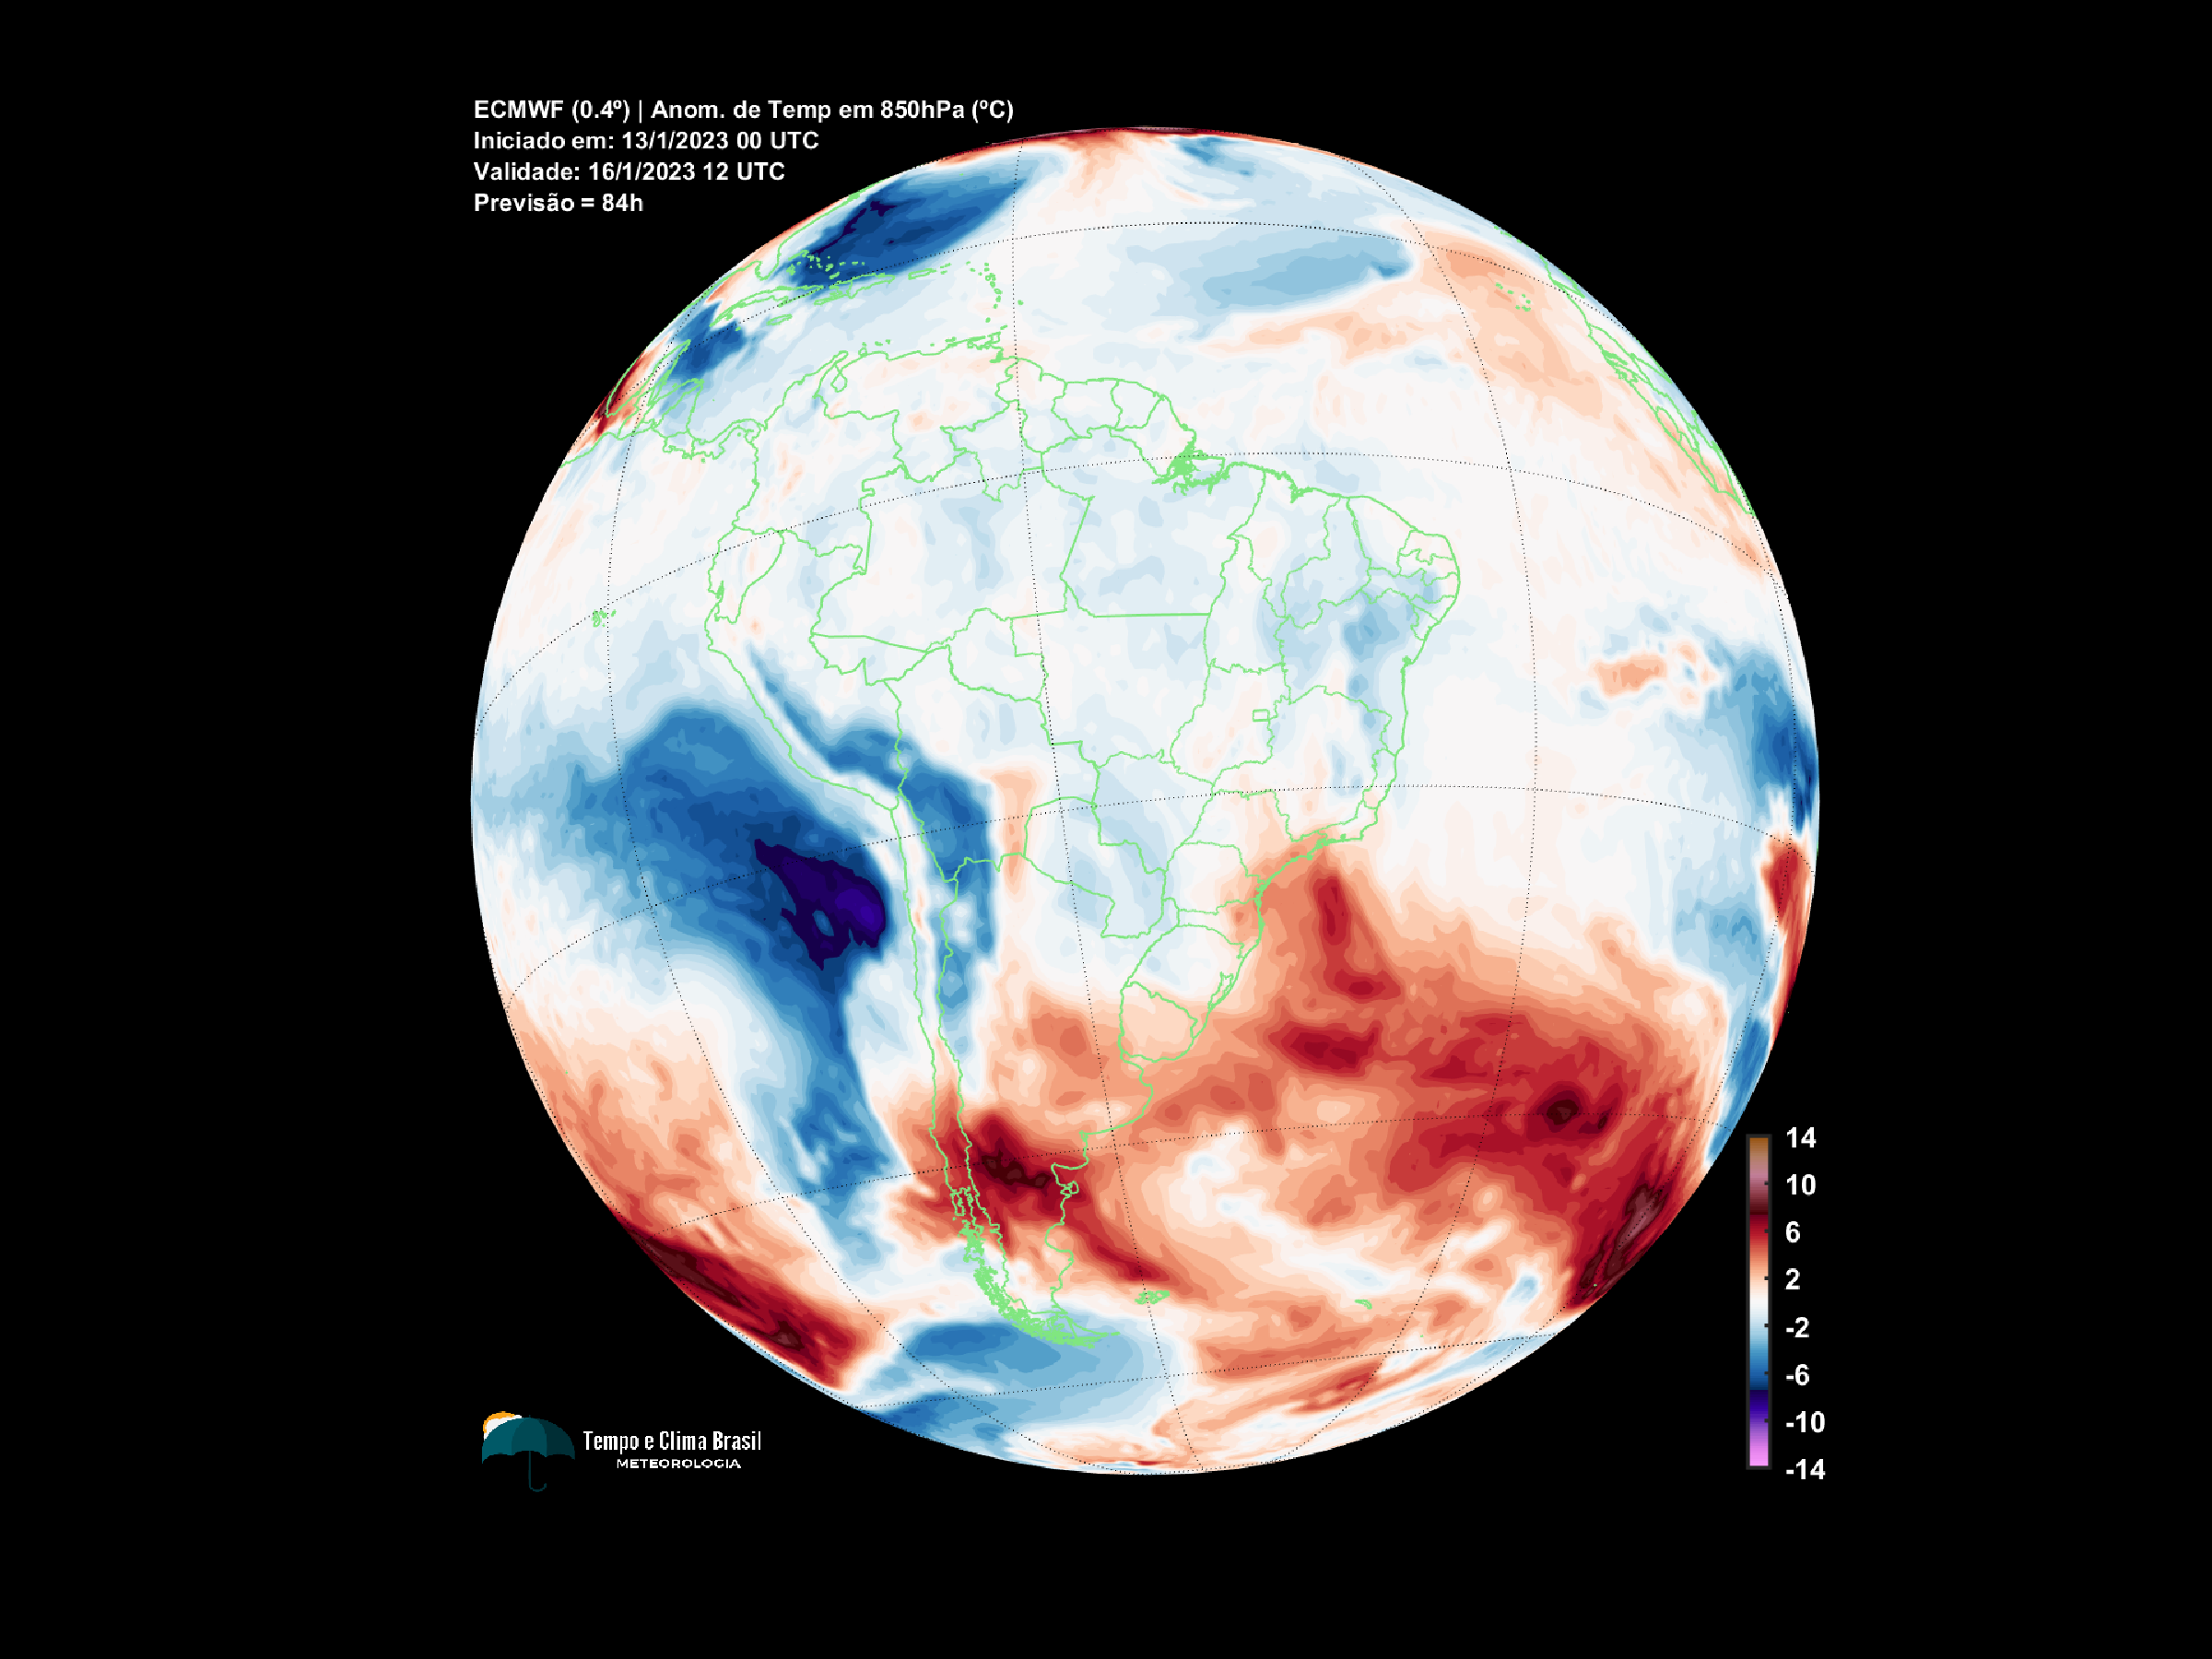 ECMWF (0.4º) | Anom. de Temp em 850hPa (ºC)
Iniciado em: 13/1/2023 00 UTC
Validade: 16/1/2023 12 UTC
Previsão = 84h
14
10
6
2
-2
-6
-10
-14
Tempo e Clima Brasil
METEOROLOGIA